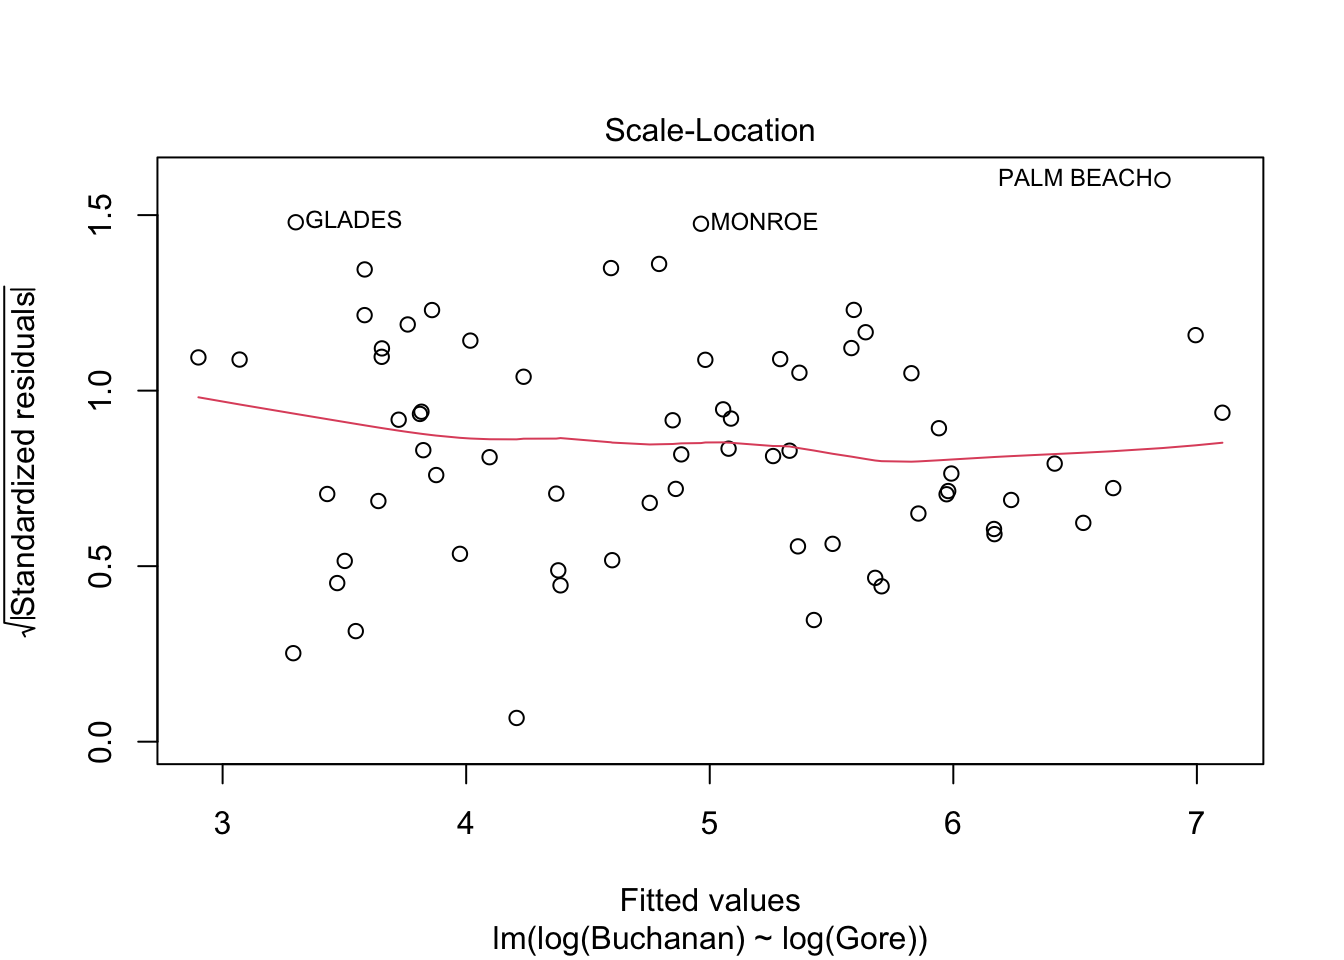 Scale-Location
PALM BEACH
GLADES
MONROE
√|Standardized residuals|
1.5
1.0
0.5
0.0
3 4 5 6 7
Fitted values
lm(log(Buchanan) ~ log(Gore))